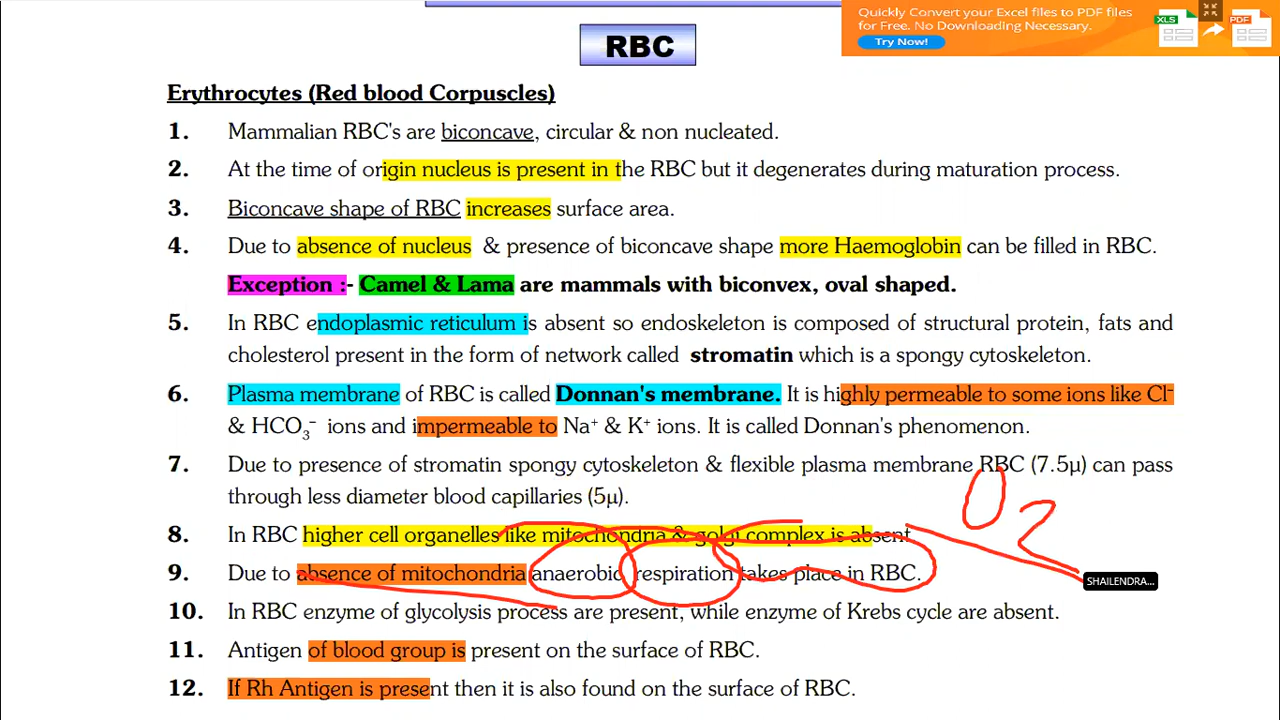 Quickly Convert your Excel files to PDF files
for Free. No Downloading Necessary.
Try Now!
XLS
PDF
RBC
Erythrocytes (Red blood Corpuscles)
1. Mammalian RBC's are biconcave, circular & non nucleated.
2. At the time of origin nucleus is present in the RBC but it degenerates during maturation process.
3. Biconcave shape of RBC increases surface area.
4. Due to absence of nucleus & presence of biconcave shape more Haemoglobin can be filled in RBC.
Exception :- Camel & Lama are mammals with biconvex, oval shaped.
5. In RBC endoplasmic reticulum is absent so endoskeleton is composed of structural protein, fats and
cholesterol present in the form of network called stromatin which is a spongy cytoskeleton.
6. Plasma membrane of RBC is called Donnan's membrane. It is highly permeable to some ions like Cl⁻
& HCO₃⁻ ions and impermeable to Na⁺ & K⁺ ions. It is called Donnan's phenomenon.
7. Due to presence of stromatin spongy cytoskeleton & flexible plasma membrane RBC (7.5µ) can pass
through less diameter blood capillaries (5µ).
O2
8. In RBC higher cell organelles like mitochondria & golgi complex is absent
9. Due to absence of mitochondria anaerobic respiration takes place in RBC.
SHAILENDRA...
10. In RBC enzyme of glycolysis process are present, while enzyme of Krebs cycle are absent.
11. Antigen of blood group is present on the surface of RBC.
12. If Rh Antigen is present then it is also found on the surface of RBC.